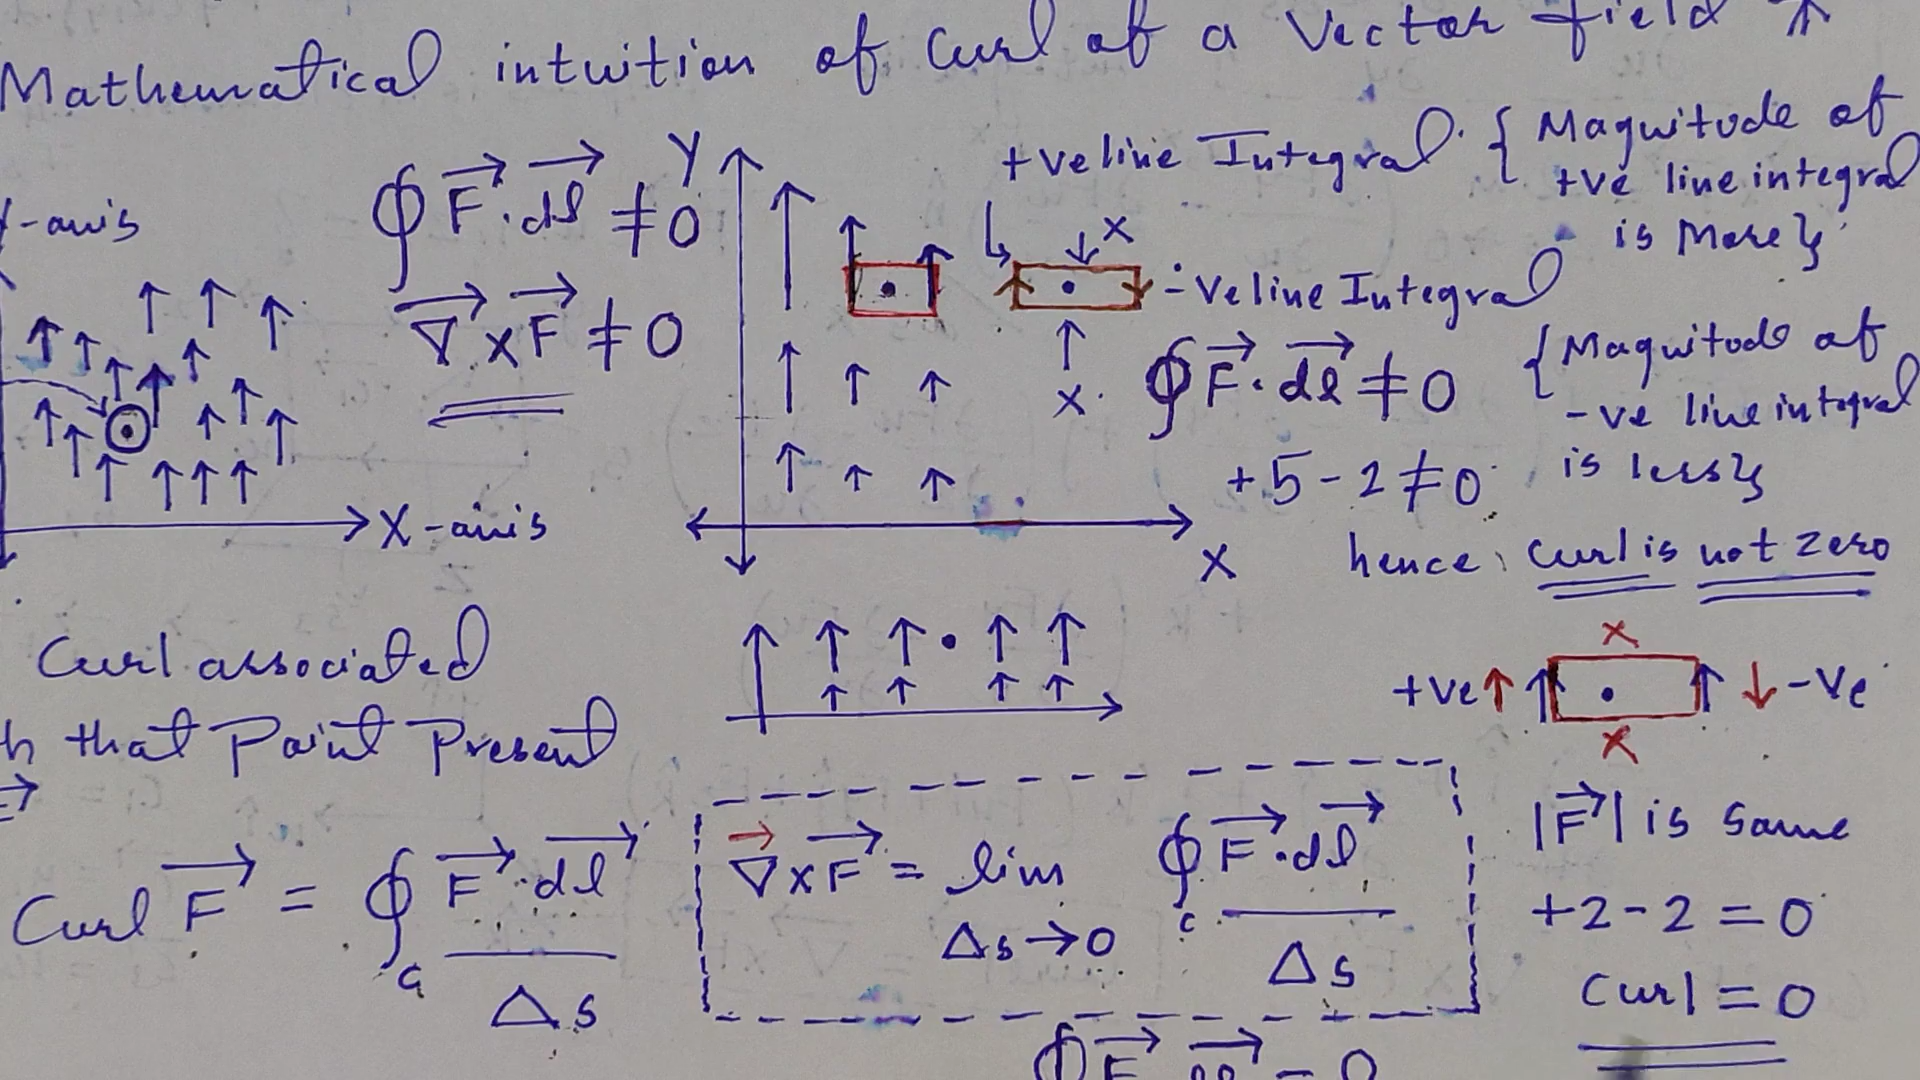 Mathematical intuition of Curl of a Vector field
Y-axis
∮ F⃗·dl⃗ ≠ 0
∇⃗ × F⃗ ≠ 0
X-axis
Y
X
+ve line Integral. { Magnitude of
+ve line integral
is More }
x
-ve line Integral
{ Magnitude of
-ve line integral
is less }
x.
∮ F⃗·dl⃗ ≠ 0
+5 - 2 ≠ 0
hence, Curl is not zero
Curl associated
that Point Present
Curl F⃗ = ∮c F⃗·dl⃗ / Δs
∇⃗ × F⃗ = lim Δs→0 ∮c F⃗·dl⃗ / Δs
x
+ve
-ve
x
|F⃗| is Same
+2 - 2 = 0
Curl = 0
∮ F⃗ dl⃗ = 0